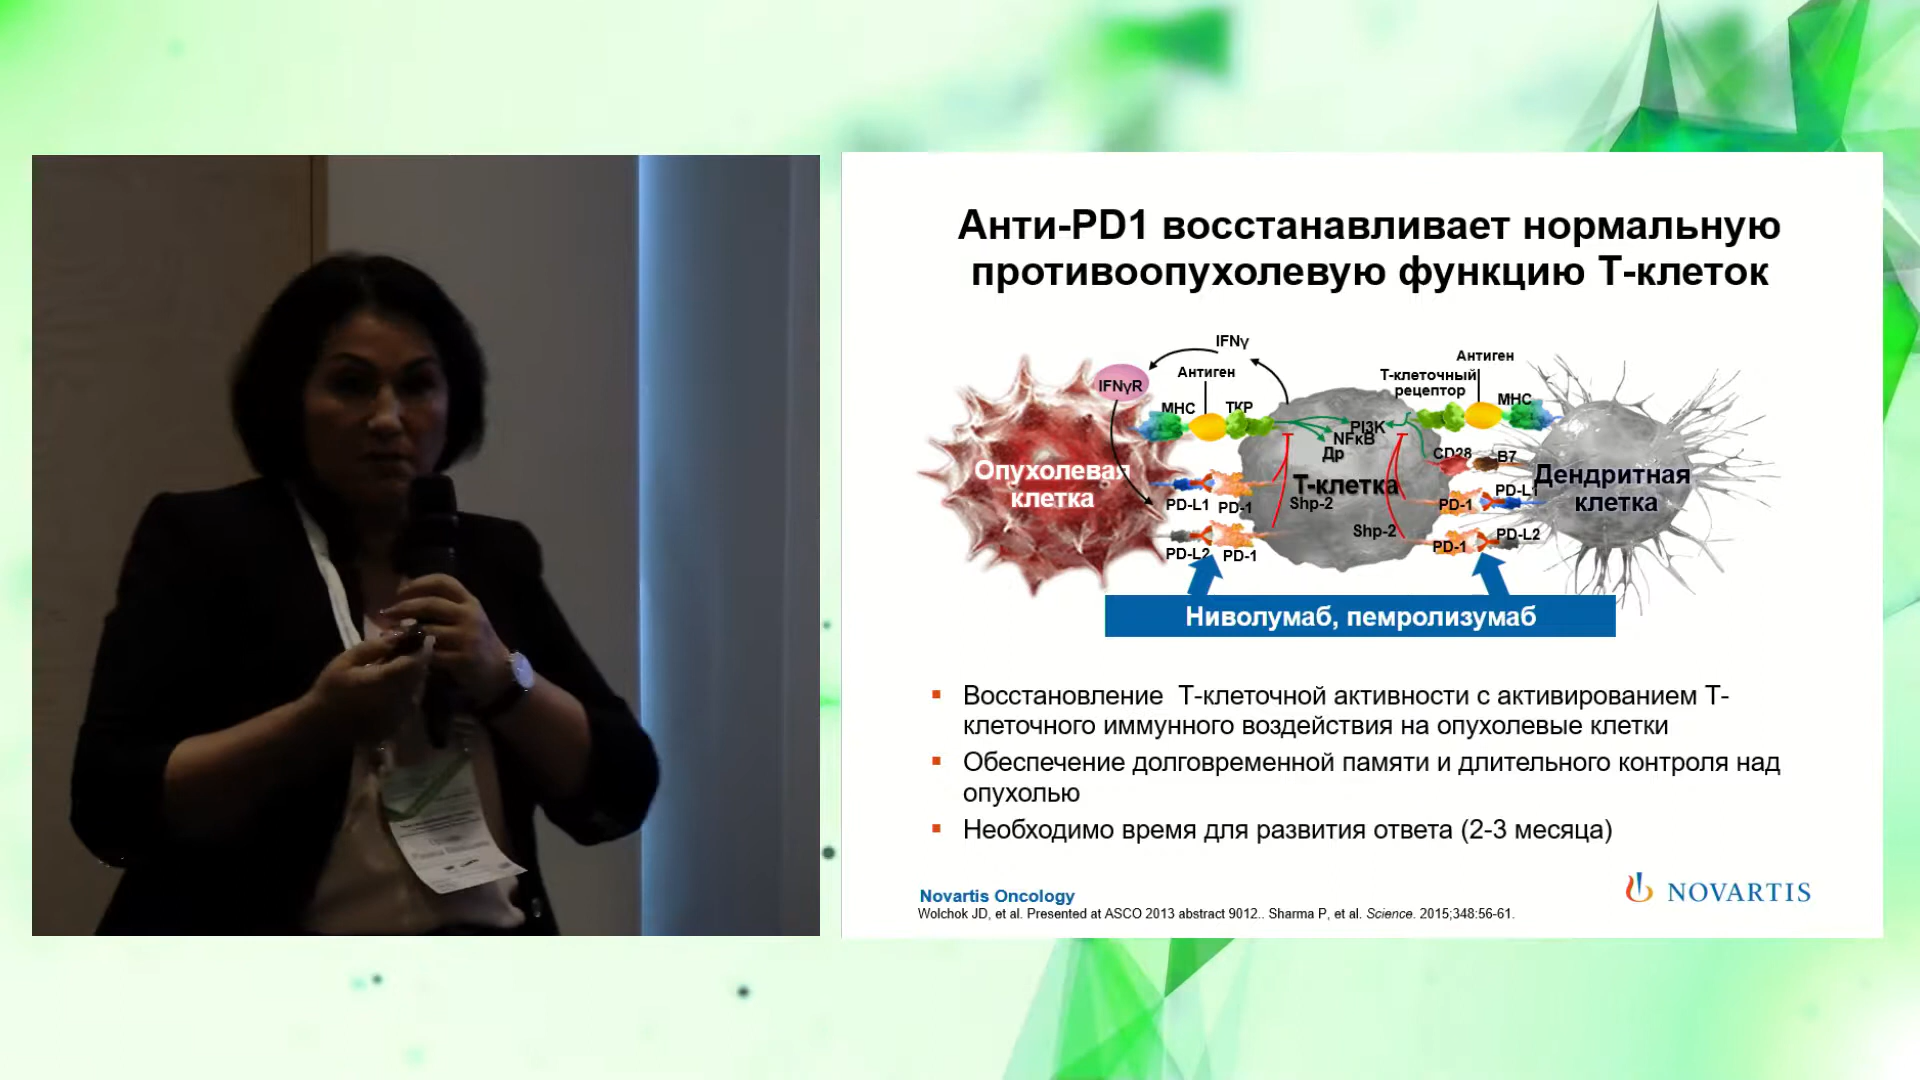 Анти-PD1 восстанавливает нормальную
противоопухолевую функцию Т-клеток
IFNγ
IFNγR
Антиген
МНС
ТКР
Опухолевая
клетка
PD-L1
PD-1
PD-L2
PD-1
PI3K
NFκB
Др
Т-клетка
Shp-2
Shp-2
Антиген
Т-клеточный
рецептор
МНС
CD28
B7
PD-1
PD-L1
PD-1
PD-L2
Дендритная
клетка
Ниволумаб, пемролизумаб
Восстановление Т-клеточной активности с активированием Т-
клеточного иммунного воздействия на опухолевые клетки
Обеспечение долговременной памяти и длительного контроля над
опухолью
Необходимо время для развития ответа (2-3 месяца)
Novartis Oncology
Wolchok JD, et al. Presented at ASCO 2013 abstract 9012.. Sharma P, et al. Science. 2015;348:56-61.
NOVARTIS